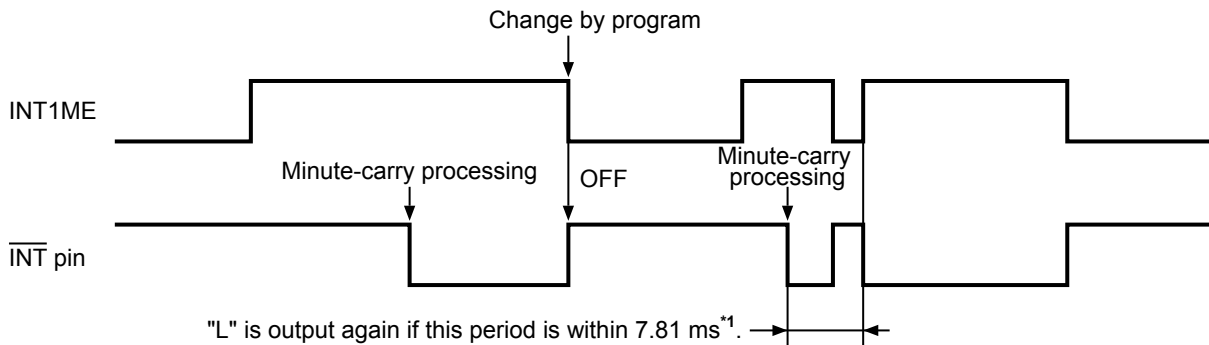 Change by program
INT1ME
Minute-carry processing
OFF
Minute-carry
processing
INT pin
"L" is output again if this period is within 7.81 ms*1.